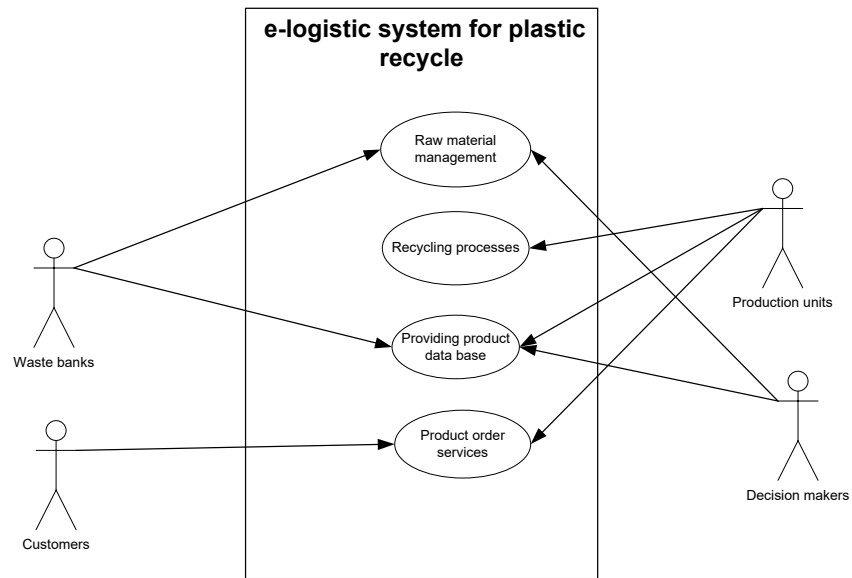 e-logistic system for plastic
recycle
Raw material
management
Recycling processes
Production units
Providing product
data base
Waste banks
Product order
services
Decision makers
Customers